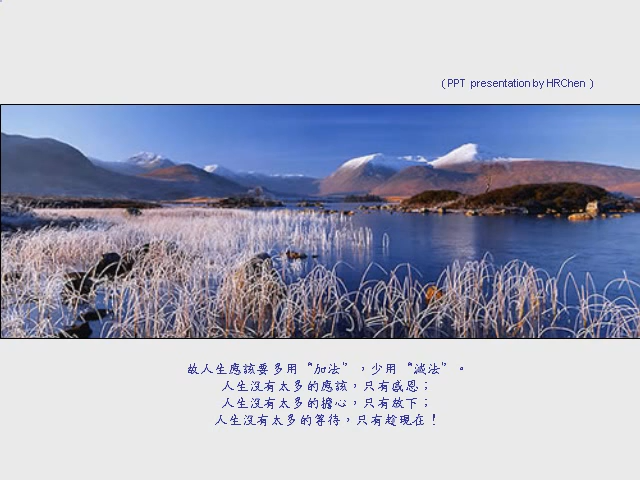 ( PPT presentation by HRChen )
故人生應該要多用“加法”，少用“減法”。
人生沒有太多的應該，只有感恩；
人生沒有太多的擔心，只有放下；
人生沒有太多的等待，只有趁現在！